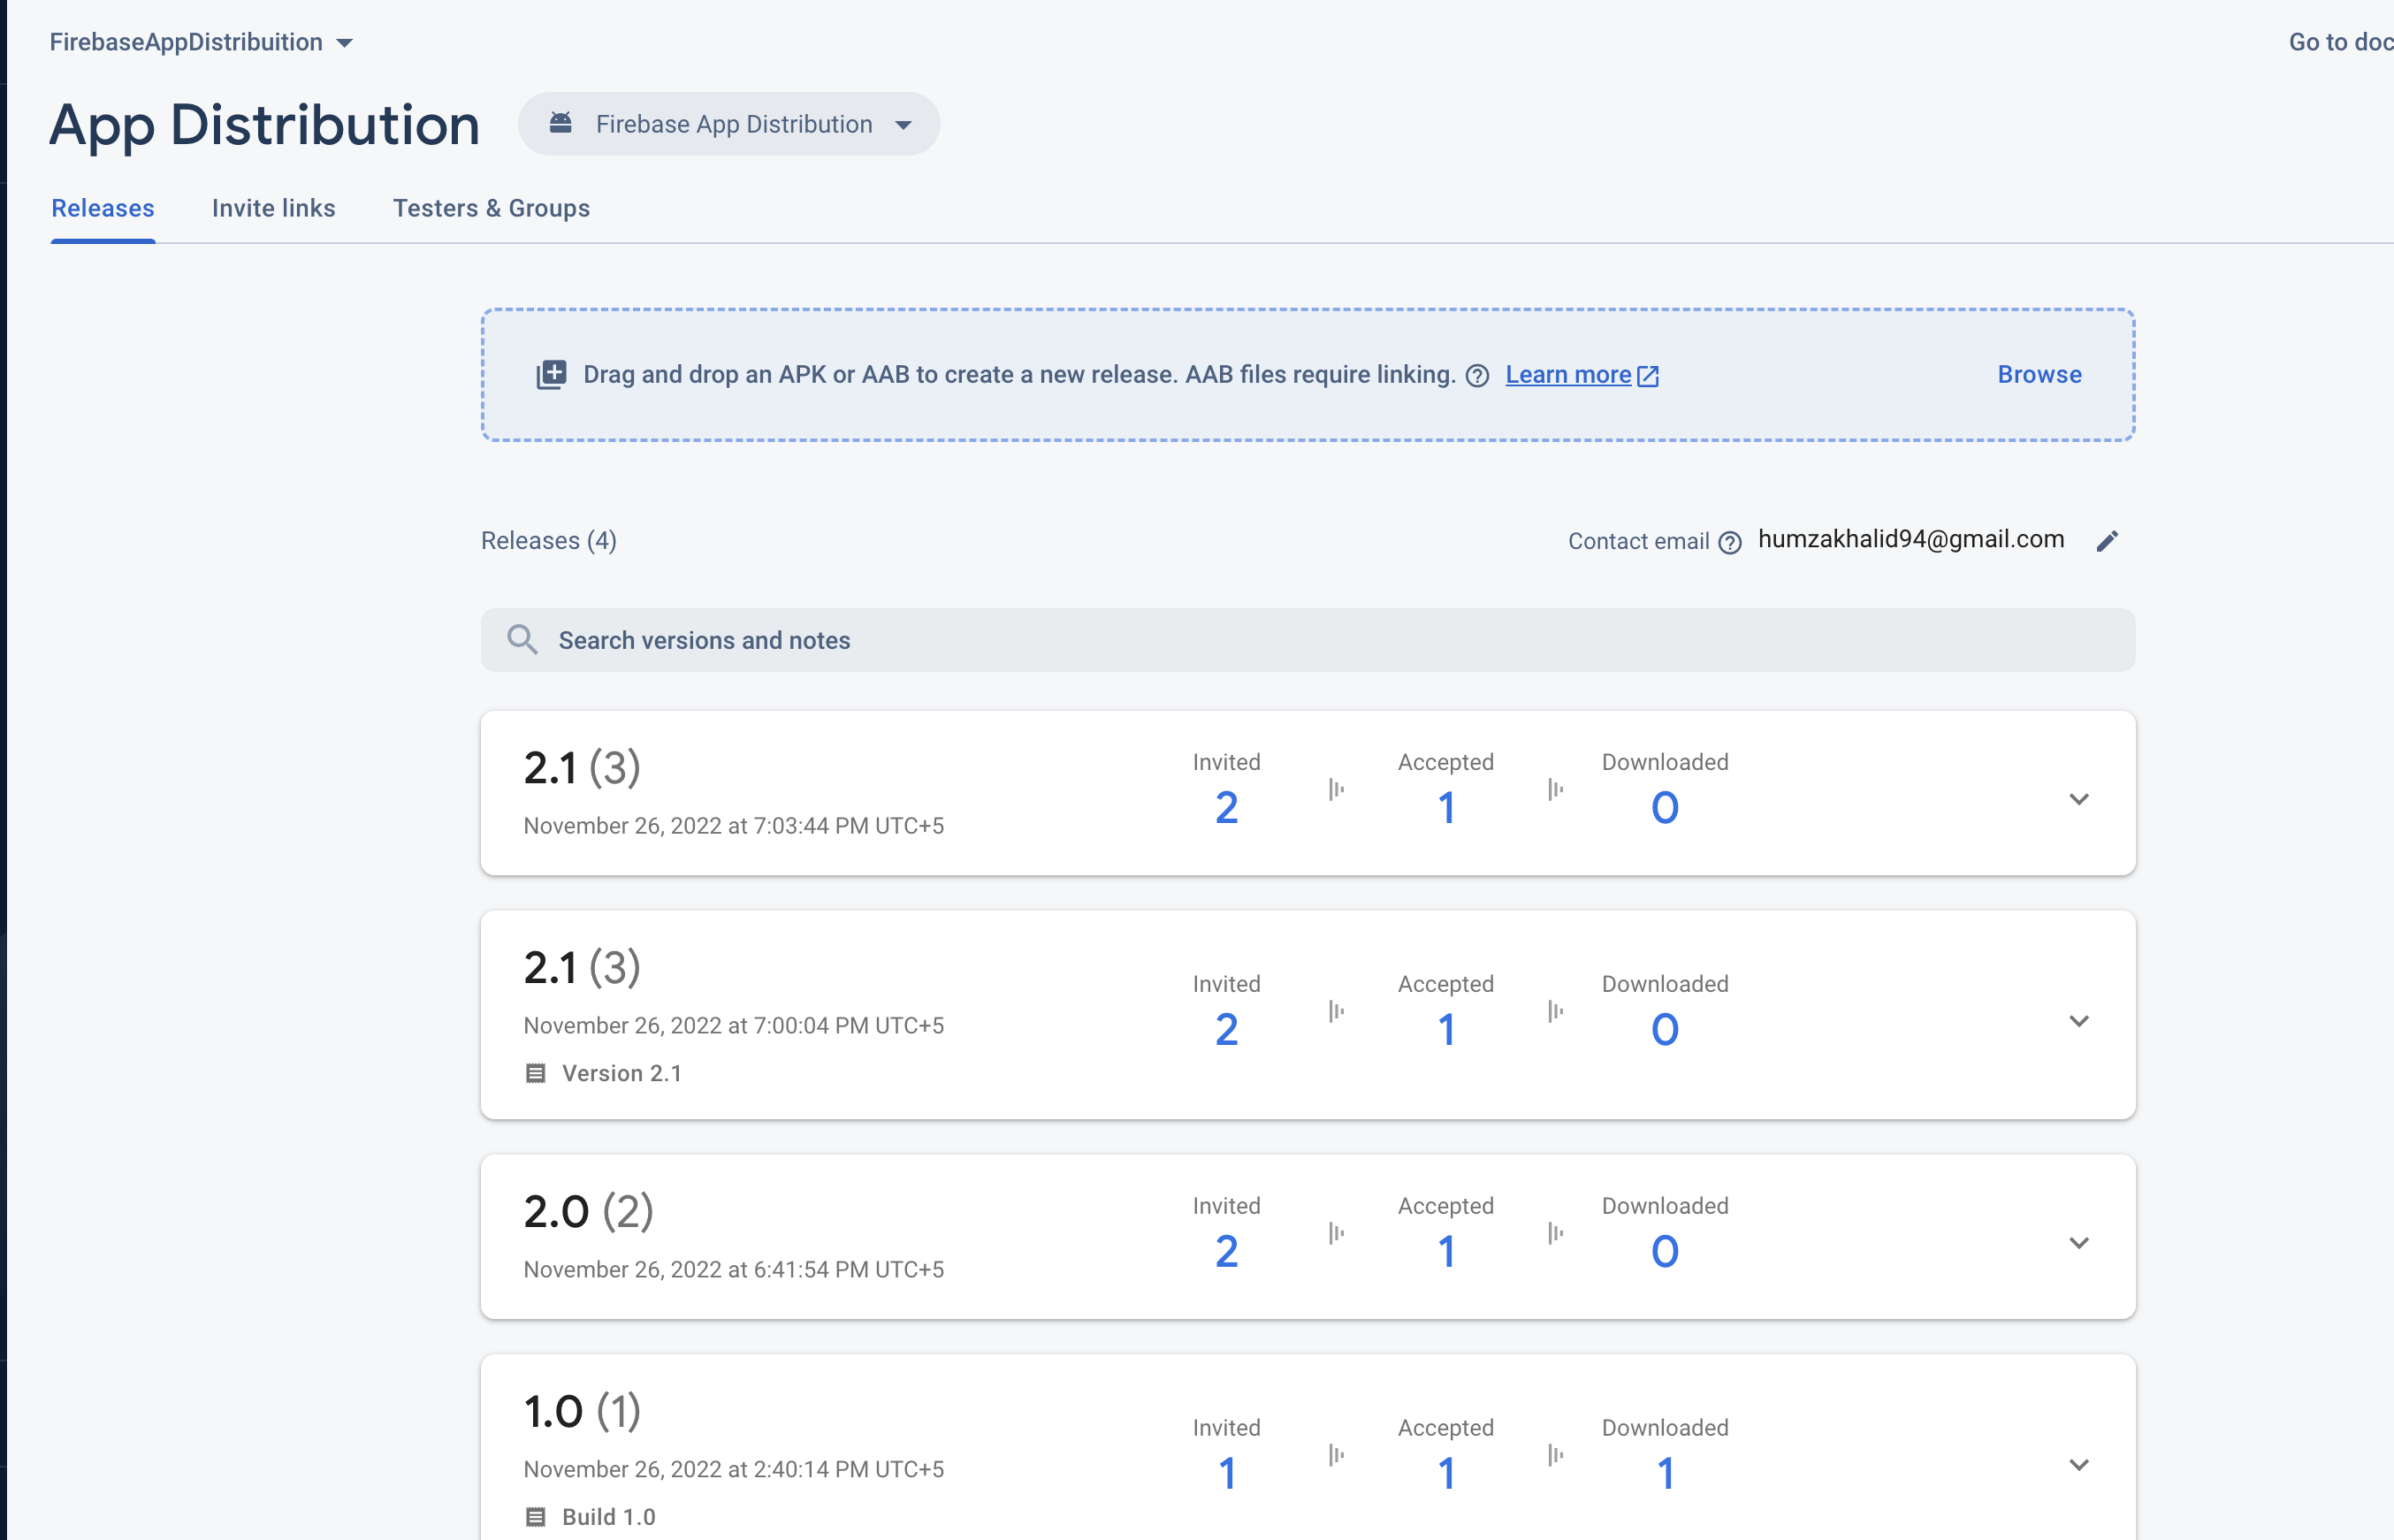 FirebaseAppDistribuition
Go to doc
App Distribution
Firebase App Distribution
Releases
Invite links
Testers & Groups
Drag and drop an APK or AAB to create a new release. AAB files require linking. Learn more
Browse
Releases (4)
Contact email humzakhalid94@gmail.com
Search versions and notes
2.1 (3)
November 26, 2022 at 7:03:44 PM UTC+5
Invited
2
Accepted
1
Downloaded
0
2.1 (3)
November 26, 2022 at 7:00:04 PM UTC+5
Version 2.1
Invited
2
Accepted
1
Downloaded
0
2.0 (2)
November 26, 2022 at 6:41:54 PM UTC+5
Invited
2
Accepted
1
Downloaded
0
1.0 (1)
November 26, 2022 at 2:40:14 PM UTC+5
Build 1.0
Invited
1
Accepted
1
Downloaded
1